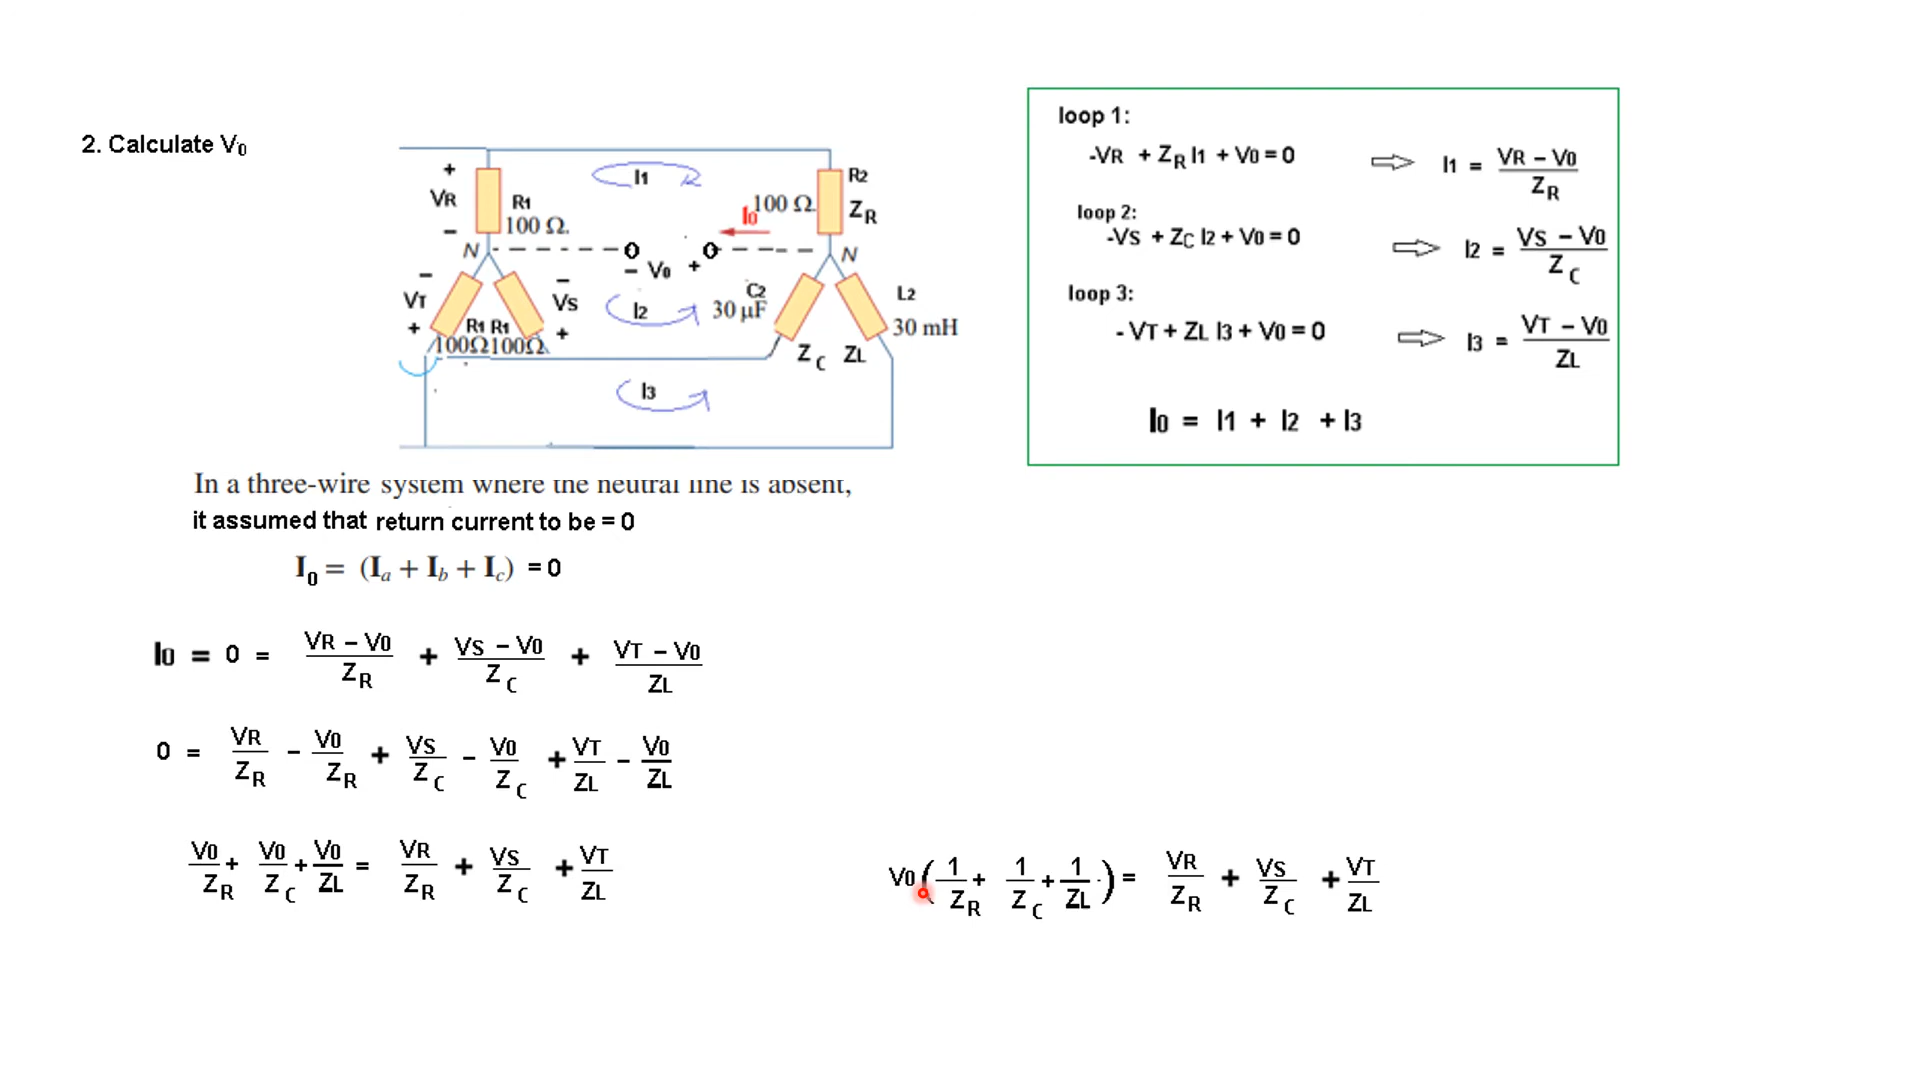 2. Calculate V0
+
VR
−
R1
100 Ω.
N
I1
I0
100 Ω
R2
ZR
N
− V0 +
−
VT
+
−
VS
+
R1 R1
100Ω100Ω
I2
C2
30 µF
ZC ZL
L2
30 mH
I3
loop 1:
-VR + ZR I1 + V0 = 0 ⇒ I1 = VR − V0 / ZR
loop 2:
-VS + ZC I2 + V0 = 0 ⇒ I2 = VS − V0 / ZC
loop 3:
- VT + ZL I3 + V0 = 0 ⇒ I3 = VT − V0 / ZL
I0 = I1 + I2 + I3
In a three-wire system where the neutral line is absent,
it assumed that return current to be = 0
I0 = (Ia + Ib + Ic) = 0
I0 = 0 = VR − V0 / ZR + VS − V0 / ZC + VT − V0 / ZL
0 = VR / ZR − V0 / ZR + VS / ZC − V0 / ZC + VT / ZL − V0 / ZL
V0 / ZR + V0 / ZC + V0 / ZL = VR / ZR + VS / ZC + VT / ZL
V0 ( 1 / ZR + 1 / ZC + 1 / ZL ) = VR / ZR + VS / ZC + VT / ZL